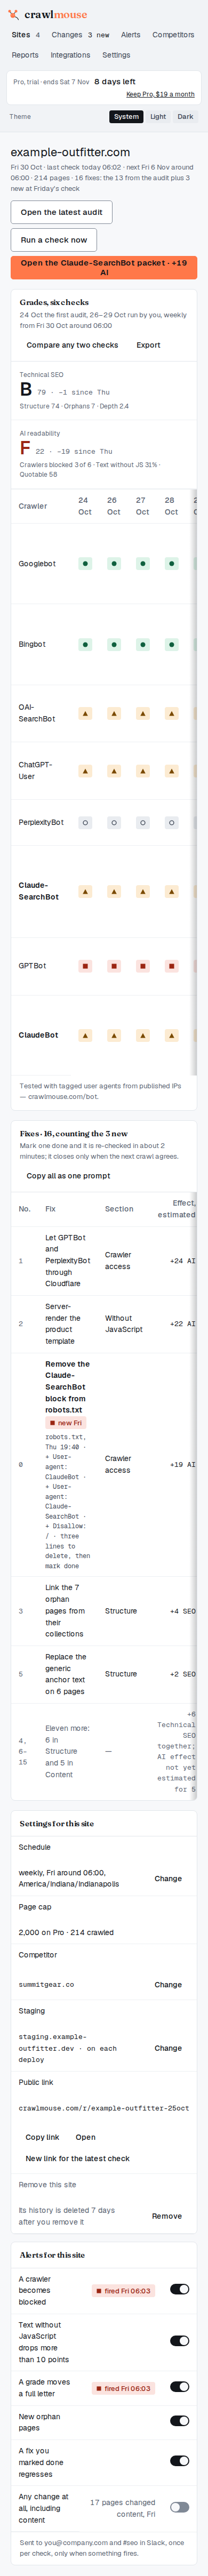 crawlmouse
Sites 4 Changes 3 new Alerts Competitors
Reports Integrations Settings
Pro, trial · ends Sat 7 Nov 8 days left
Keep Pro, $19 a month
Theme System Light Dark
example-outfitter.com
Fri 30 Oct · last check today 06:02 · next Fri 6 Nov around
06:00 · 214 pages · 16 fixes: the 13 from the audit plus 3
new at Friday's check
Open the latest audit
Run a check now
Open the Claude-SearchBot packet · +19
AI
Grades, six checks
24 Oct the first audit, 26–29 Oct run by you, weekly
from Fri 30 Oct around 06:00
Compare any two checks Export
Technical SEO
B 79 · −1 since Thu
Structure 74 · Orphans 7 · Depth 2.4
AI readability
F 22 · −19 since Thu
Crawlers blocked 3 of 6 · Text without JS 31% ·
Quotable 58
Crawler 24 Oct 26 Oct 27 Oct 28 Oct
Googlebot
Bingbot
OAI-
SearchBot
ChatGPT-
User
PerplexityBot
Claude-
SearchBot
GPTBot
ClaudeBot
Tested with tagged user agents from published IPs
— crawlmouse.com/bot.
Fixes · 16, counting the 3 new
Mark one done and it is re-checked in about 2
minutes; it closes only when the next crawl agrees.
Copy all as one prompt
No. Fix Section Effect,
estimated
1 Let GPTBot
and
PerplexityBot
through
Cloudflare
Crawler
access
+24 AI
2 Server-
render the
product
template
Without
JavaScript
+22 AI
0 Remove the
Claude-
SearchBot
block from
robots.txt
new Fri
robots.txt,
Thu 19:40 ·
+ User-
agent:
ClaudeBot ·
+ User-
agent:
Claude-
SearchBot ·
+ Disallow:
/ · three
lines to
delete, then
mark done
Crawler
access
+19 AI
3 Link the 7
orphan
pages from
their
collections
Structure
+4 SEO
5 Replace the
generic
anchor text
on 6 pages
Structure
+2 SEO
4,
6–
15
Eleven more:
6 in
Structure
and 5 in
Content
—
+6
Technical
SEO
together;
AI effect
not yet
estimated
for 5
Settings for this site
Schedule
weekly, Fri around 06:00,
America/Indiana/Indianapolis
Change
Page cap
2,000 on Pro · 214 crawled
Competitor
summitgear.co Change
Staging
staging.example-
outfitter.dev · on each
deploy
Change
Public link
crawlmouse.com/r/example-outfitter-25oct
Copy link Open
New link for the latest check
Remove this site
Its history is deleted 7 days
after you remove it
Remove
Alerts for this site
A crawler
becomes
blocked
fired Fri 06:03
Text without
JavaScript
drops more
than 10 points
A grade moves
a full letter
fired Fri 06:03
New orphan
pages
A fix you
marked done
regresses
Any change at
all, including
content
17 pages changed
content, Fri
Sent to you@company.com and #seo in Slack, once
per check, only when something fires.